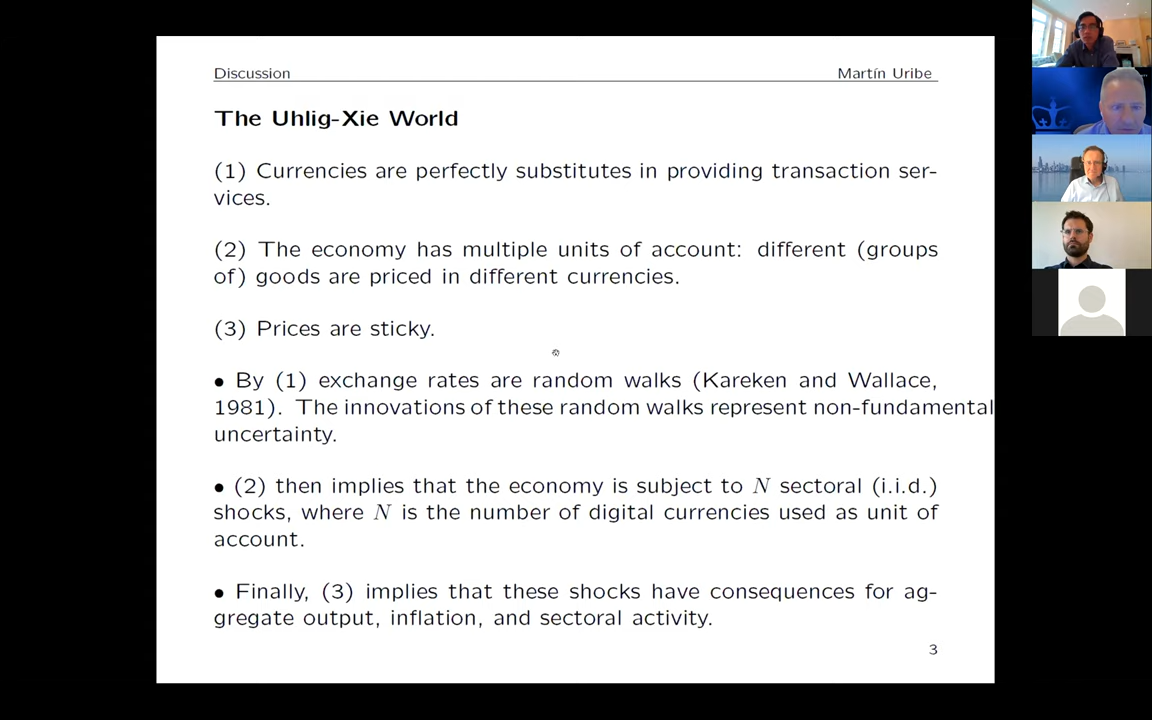 Discussion Martín Uribe
The Uhlig-Xie World
(1) Currencies are perfectly substitutes in providing transaction ser-
vices.
(2) The economy has multiple units of account: different (groups
of) goods are priced in different currencies.
(3) Prices are sticky.
• By (1) exchange rates are random walks (Kareken and Wallace,
1981). The innovations of these random walks represent non-fundamental
uncertainty.
• (2) then implies that the economy is subject to N sectoral (i.i.d.)
shocks, where N is the number of digital currencies used as unit of
account.
• Finally, (3) implies that these shocks have consequences for ag-
gregate output, inflation, and sectoral activity.
3